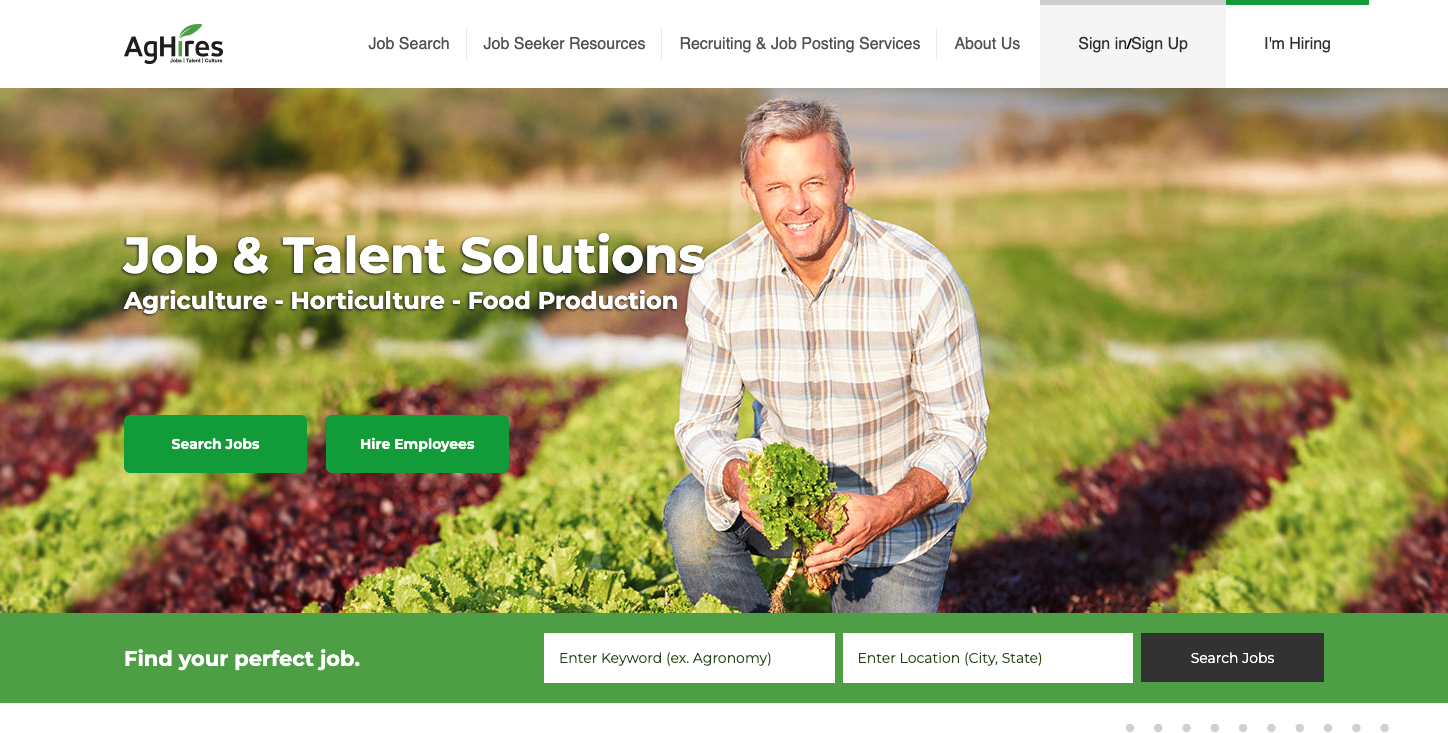 AgHires
Jobs | Talent | Culture
Job Search
Job Seeker Resources
Recruiting & Job Posting Services
About Us
Sign in/Sign Up
I'm Hiring
Job & Talent Solutions
Agriculture - Horticulture - Food Production
Search Jobs
Hire Employees
Find your perfect job.
Enter Keyword (ex. Agronomy)
Enter Location (City, State)
Search Jobs